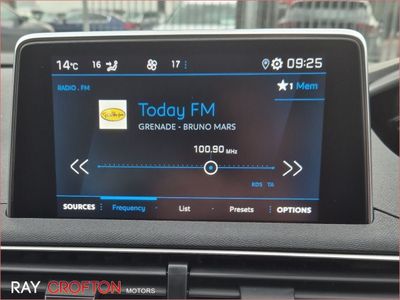 14°C 16 17 09:25
RADIO . FM ★1 Mem
Today FM
GRENADE - BRUNO MARS
100.90 MHz
RDS TA
SOURCES Frequency List Presets OPTIONS
RAY CROFTON
MOTORS